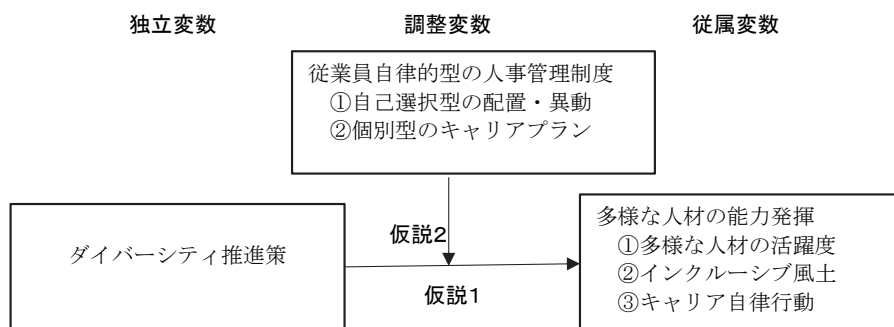 独立変数
調整変数
従属変数
従業員自律的型の人事管理制度
①自己選択型の配置・異動
②個別型のキャリアプラン
ダイバーシティ推進策
仮説2
仮説1
多様な人材の能力発揮
①多様な人材の活躍度
②インクルーシブ風土
③キャリア自律行動